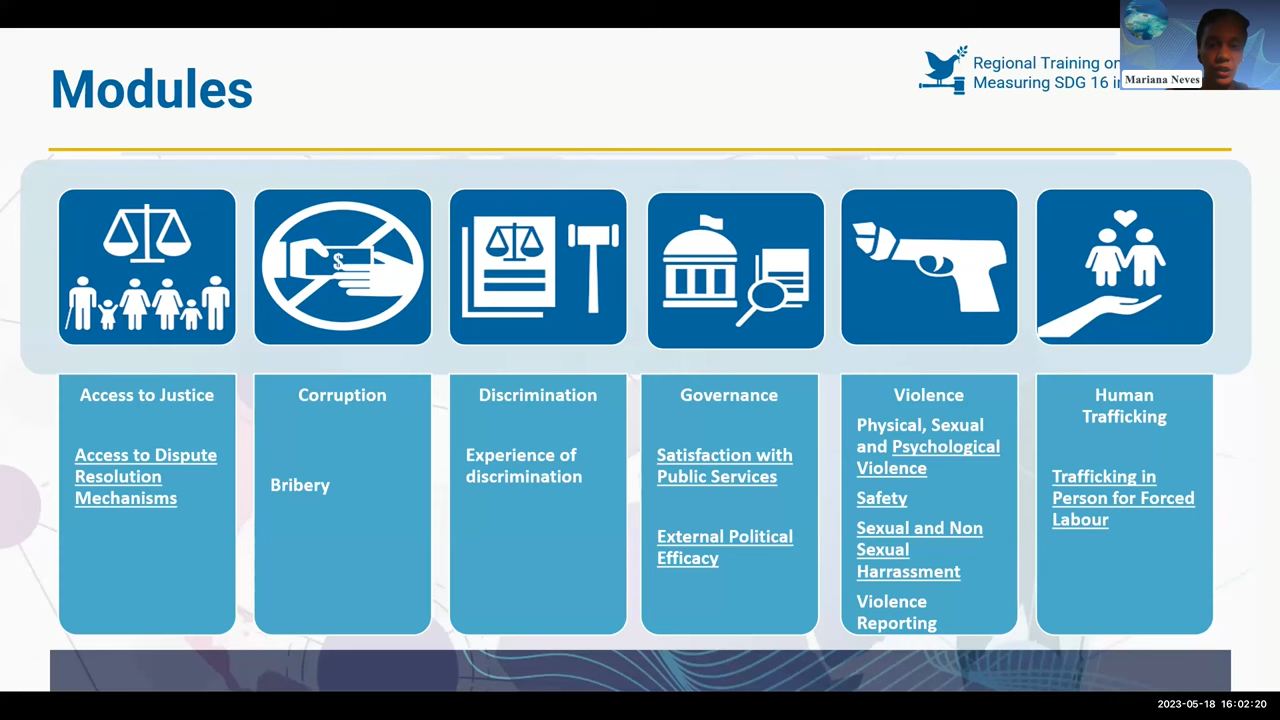 Modules
Regional Training on
Measuring SDG 16 i
Mariana Neves
$
Access to Justice
Access to Dispute
Resolution
Mechanisms
Corruption
Bribery
Discrimination
Experience of
discrimination
Governance
Satisfaction with
Public Services
External Political
Efficacy
Violence
Physical, Sexual
and Psychological
Violence
Safety
Sexual and Non
Sexual
Harrassment
Violence
Reporting
Human
Trafficking
Trafficking in
Person for Forced
Labour
2023-05-18 16:02:20